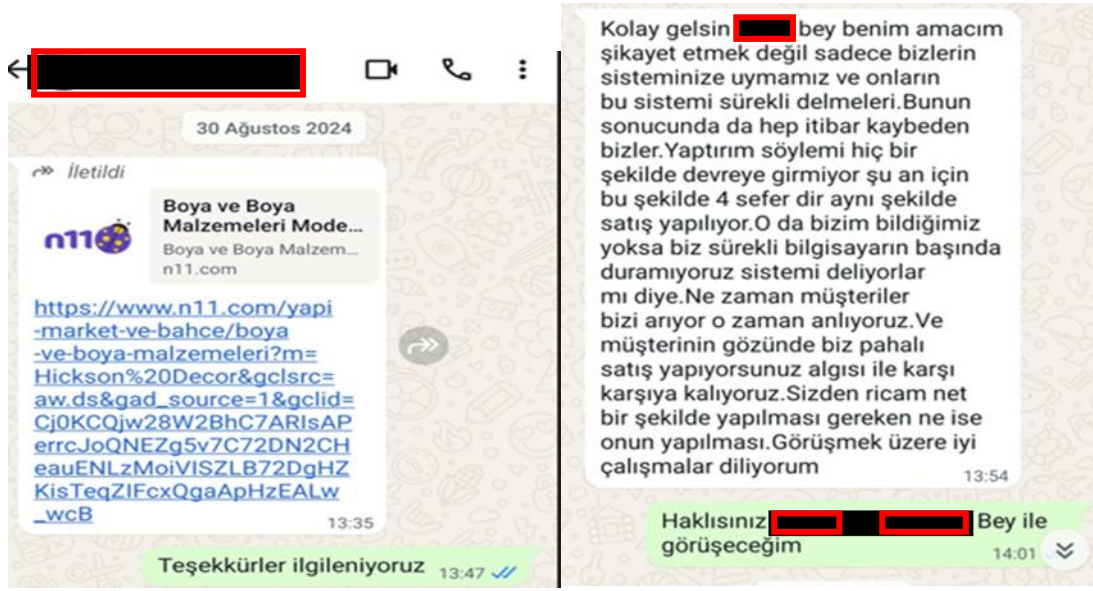 30 Ağustos 2024
İletildi
n11
Boya ve Boya
Malzemeleri Mode...
Boya ve Boya Malzem...
n11.com
https://www.n11.com/yapi
-market-ve-bahce/boya
-ve-boya-malzemeleri?m=
Hickson%20Decor&gclsrc=
aw.ds&gad_source=1&gclid=
Cj0KCQjw28W2BhC7ARIsAP
errcJoQNEZg5v7C72DN2CH
eauENLzMoiVISZLB72DgHZ
KisTeqZIFcxQgaApHzEALw
_wcB
13:35
Teşekkürler ilgileniyoruz 13:47
Kolay gelsin bey benim amacım
şikayet etmek değil sadece bizlerin
sisteminize uymamız ve onların
bu sistemi sürekli delmeleri.Bunun
sonucunda da hep itibar kaybeden
bizler.Yaptırım söylemi hiç bir
şekilde devreye girmiyor şu an için
bu şekilde 4 sefer dir aynı şekilde
satış yapılıyor.O da bizim bildiğimiz
yoksa biz sürekli bilgisayarın başında
duramıyoruz sistemi deliyorlar
mı diye.Ne zaman müşteriler
bizi arıyor o zaman anlıyoruz.Ve
müşterinin gözünde biz pahalı
satış yapıyorsunuz algısı ile karşı
karşıya kalıyoruz.Sizden ricam net
bir şekilde yapılması gereken ne ise
onun yapılması.Görüşmek üzere iyi
çalışmalar diliyorum
13:54
Haklısınız Bey ile
görüşeceğim
14:01